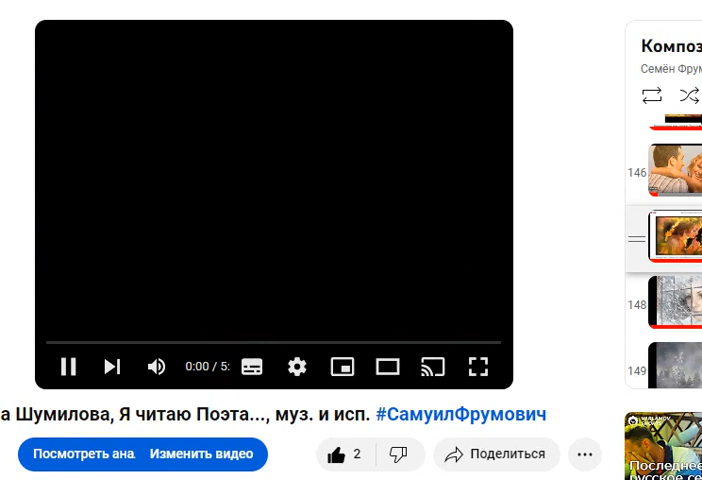 Композ
Семён Фрум
146
148
149
0:00 / 5:
а Шумилова, Я читаю Поэта..., муз. и исп. #СамуилФрумович
Посмотреть ана
Изменить видео
2
Поделиться
Последнее
русское се